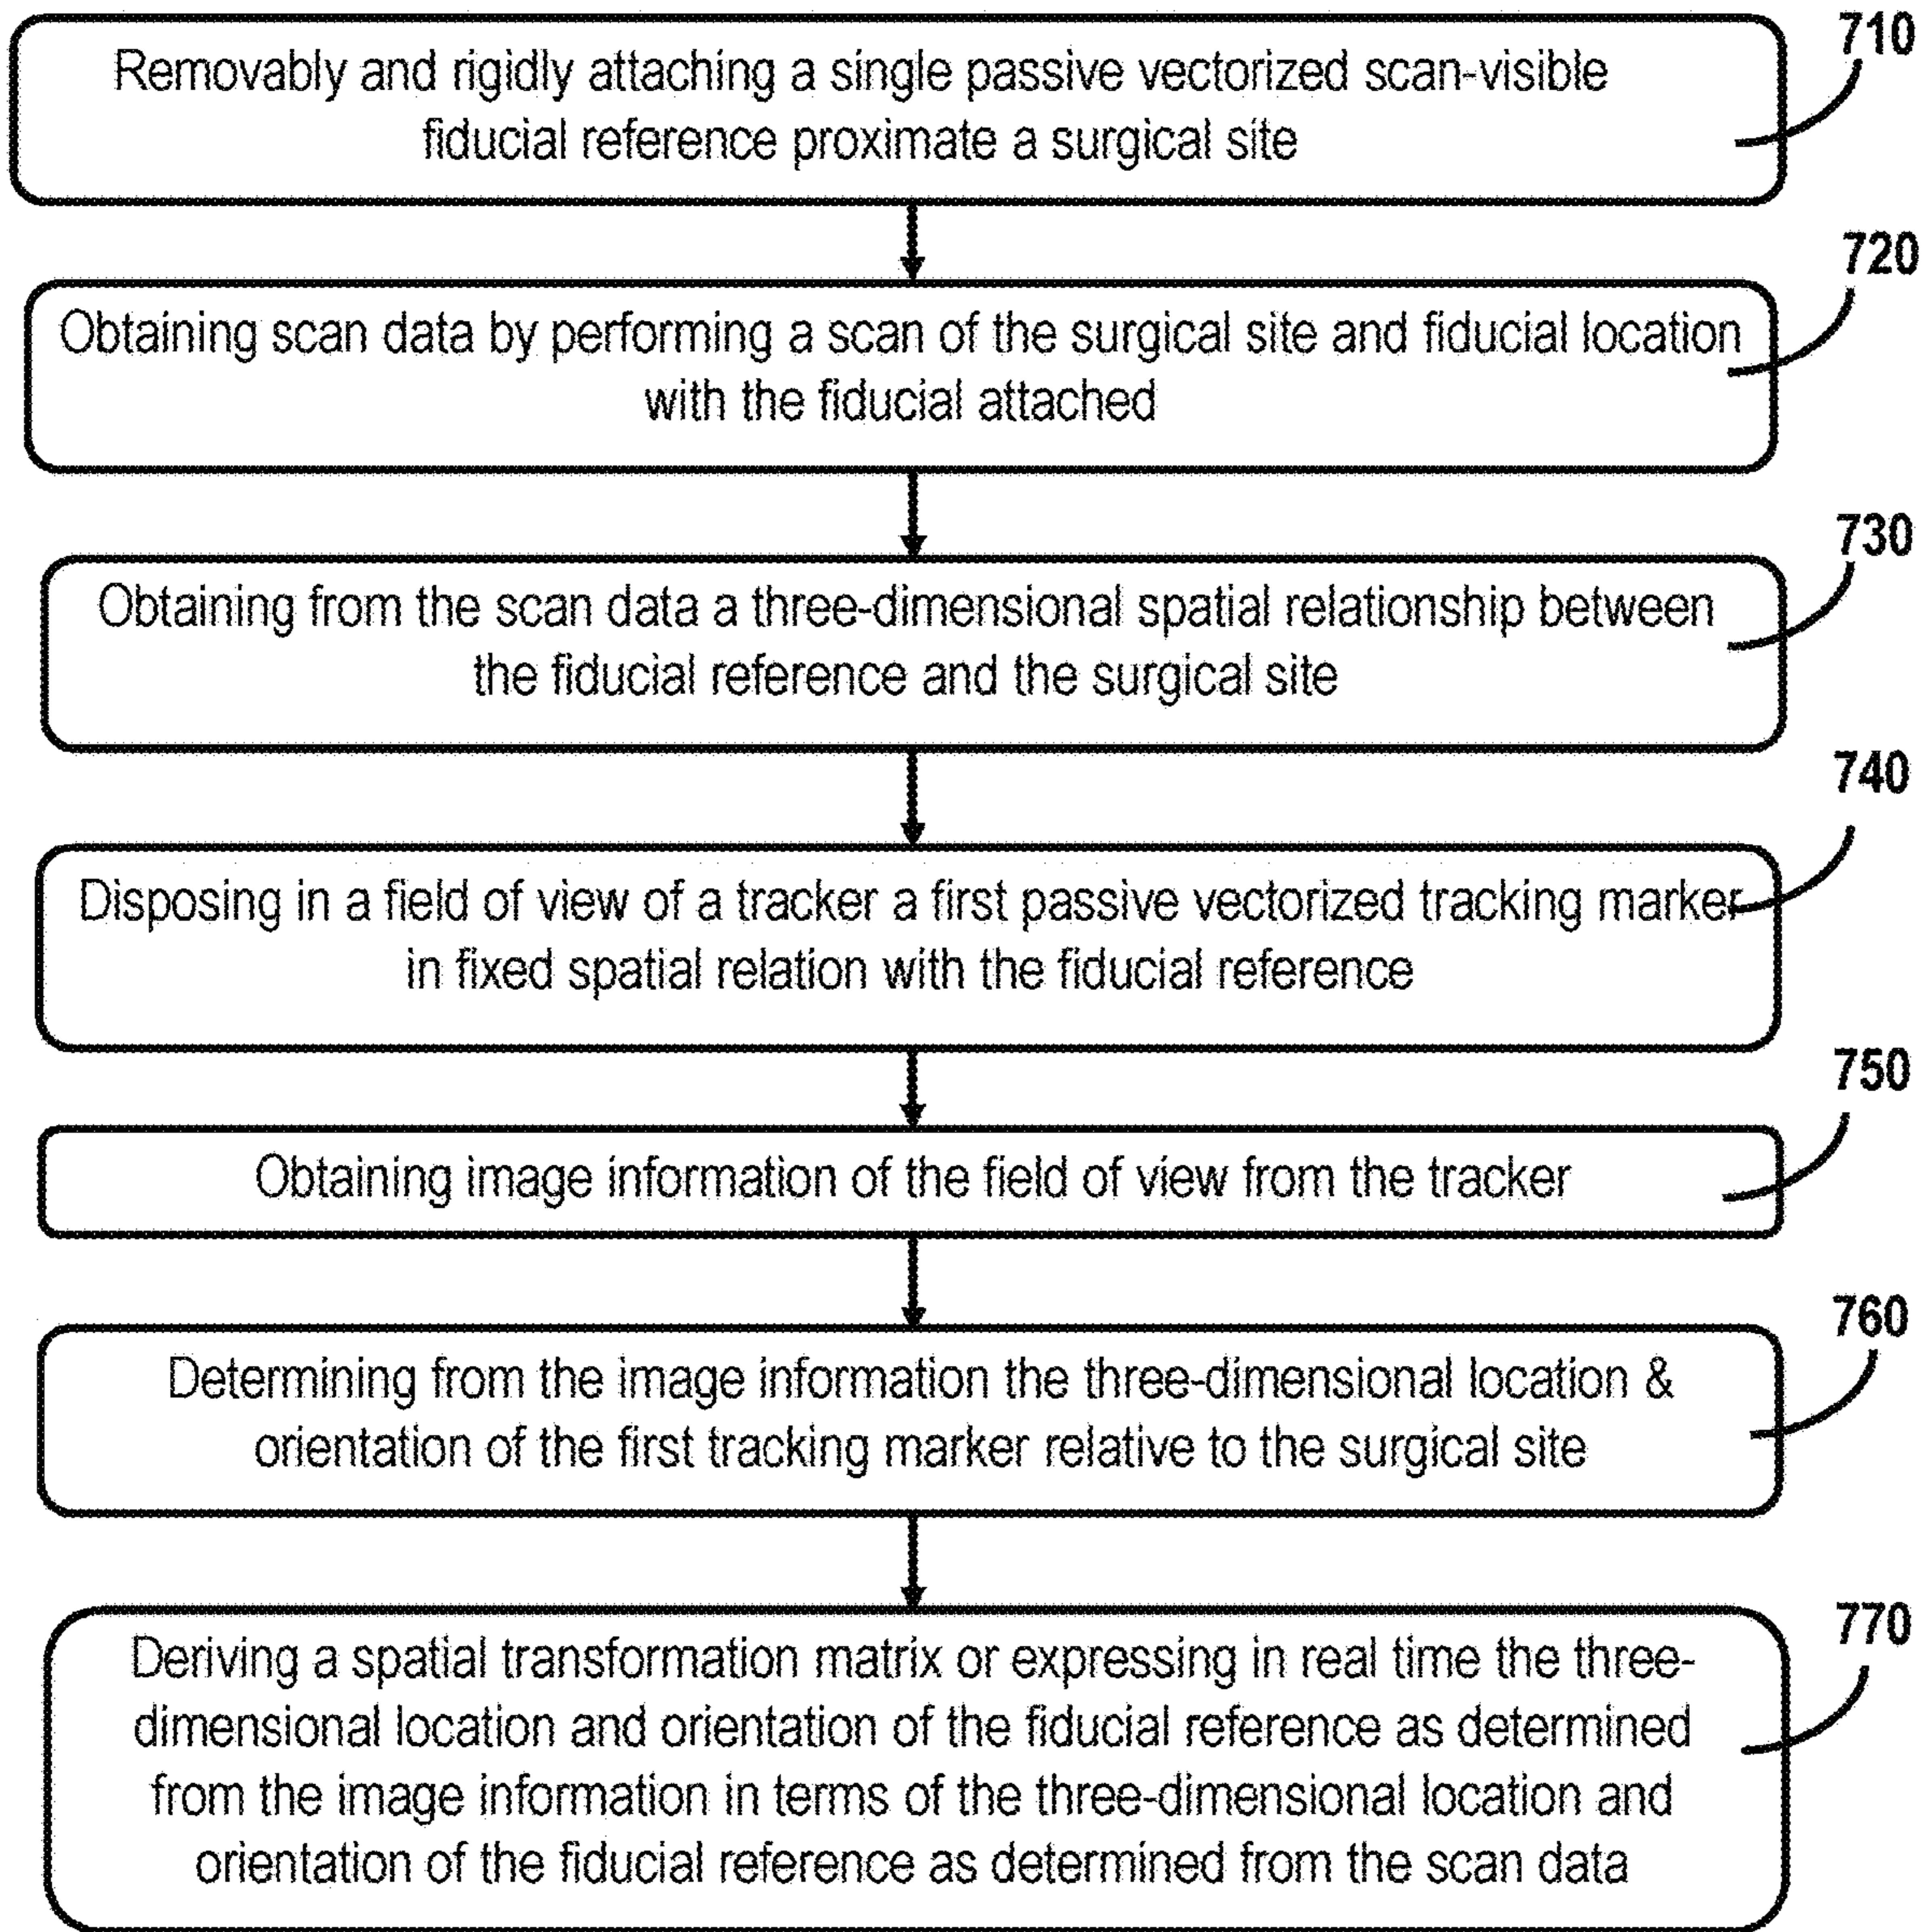 710
Removably and rigidly attaching a single passive vectorized scan-visible
fiducial reference proximate a surgical site
720
Obtaining scan data by performing a scan of the surgical site and fiducial location
with the fiducial attached
730
Obtaining from the scan data a three-dimensional spatial relationship between
the fiducial reference and the surgical site
740
Disposing in a field of view of a tracker a first passive vectorized tracking marker
in fixed spatial relation with the fiducial reference
750
Obtaining image information of the field of view from the tracker
760
Determining from the image information the three-dimensional location &
orientation of the first tracking marker relative to the surgical site
770
Deriving a spatial transformation matrix or expressing in real time the three-
dimensional location and orientation of the fiducial reference as determined
from the image information in terms of the three-dimensional location and
orientation of the fiducial reference as determined from the scan data